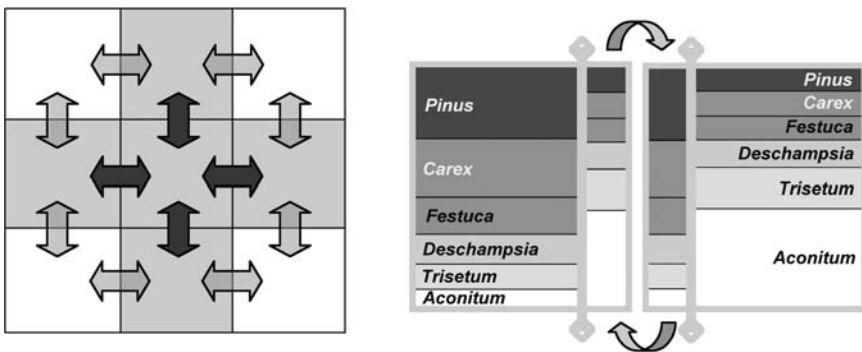 Pinus
Carex
Festuca
Deschampsia
Trisetum
Aconitum
Pinus
Carex
Festuca
Deschampsia
Trisetum
Aconitum